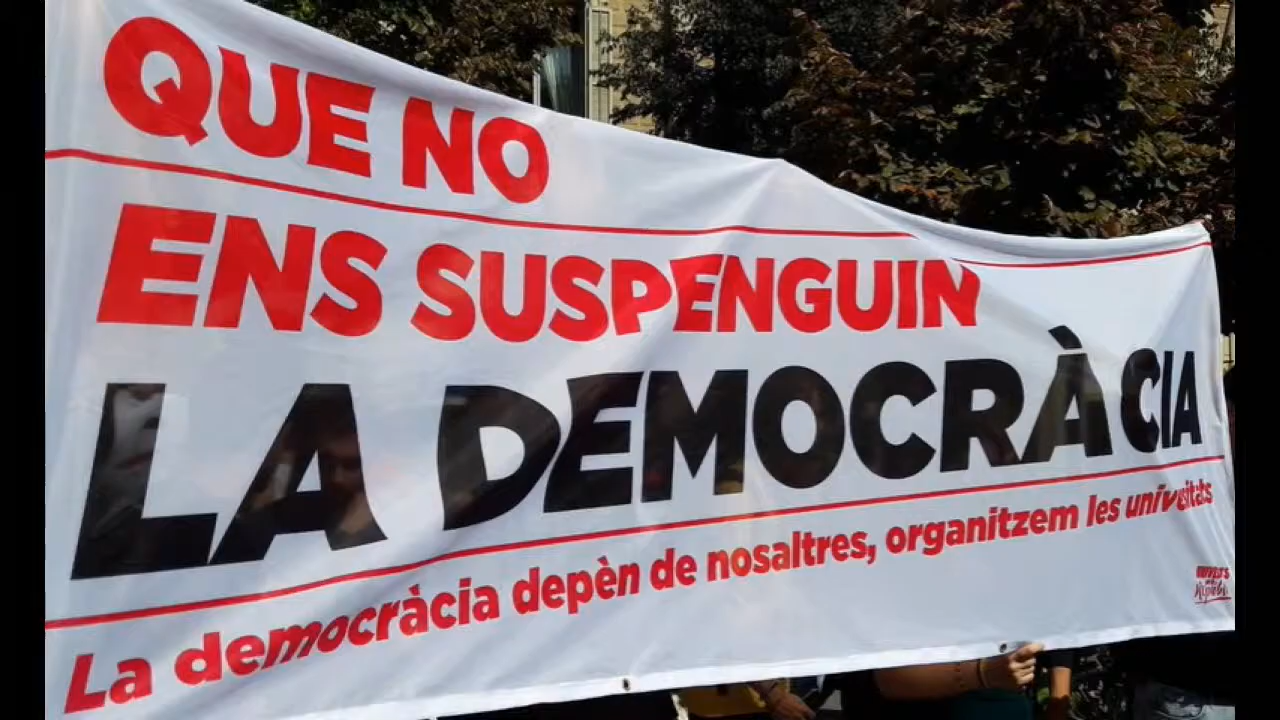 QUE NO
ENS SUSPENGUIN
LA DEMOCRÀCIA
La democràcia depèn de nosaltres, organitzem les universitats